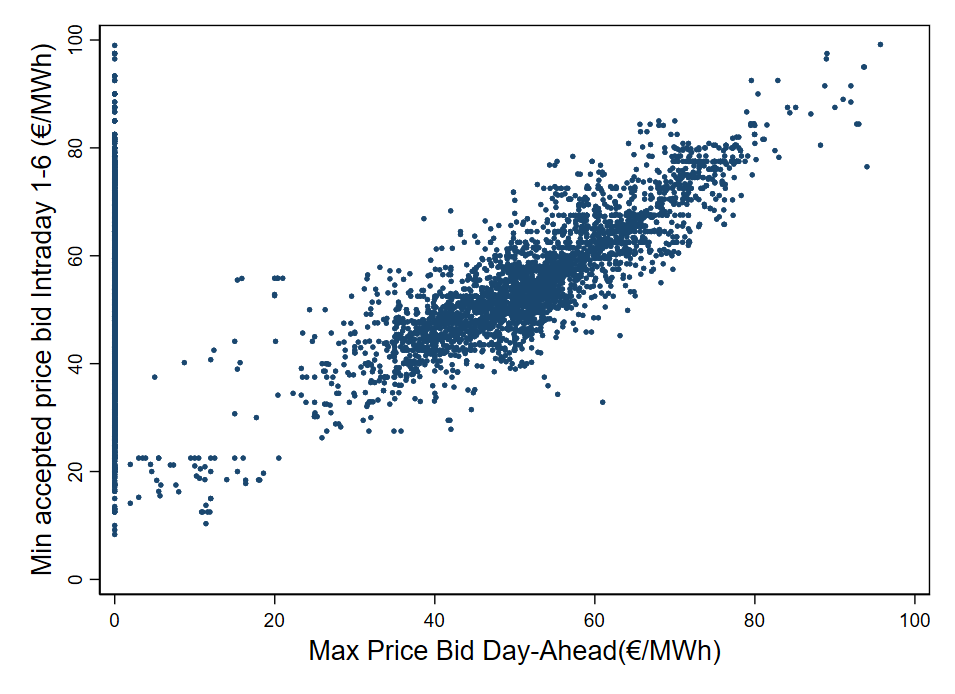 Min accepted price bid Intraday 1-6 (€/MWh)
100
80
60
40
20
0
0 20 40 60 80 100
Max Price Bid Day-Ahead(€/MWh)